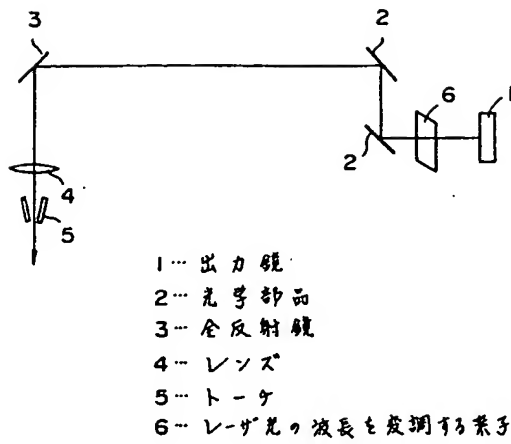 3
2
6
1
2
4
5
1… 出力鏡
2… 光学部品
3… 全反射鏡
4… レンズ
5… トーチ
6… レーザ光の波長を変調する素子